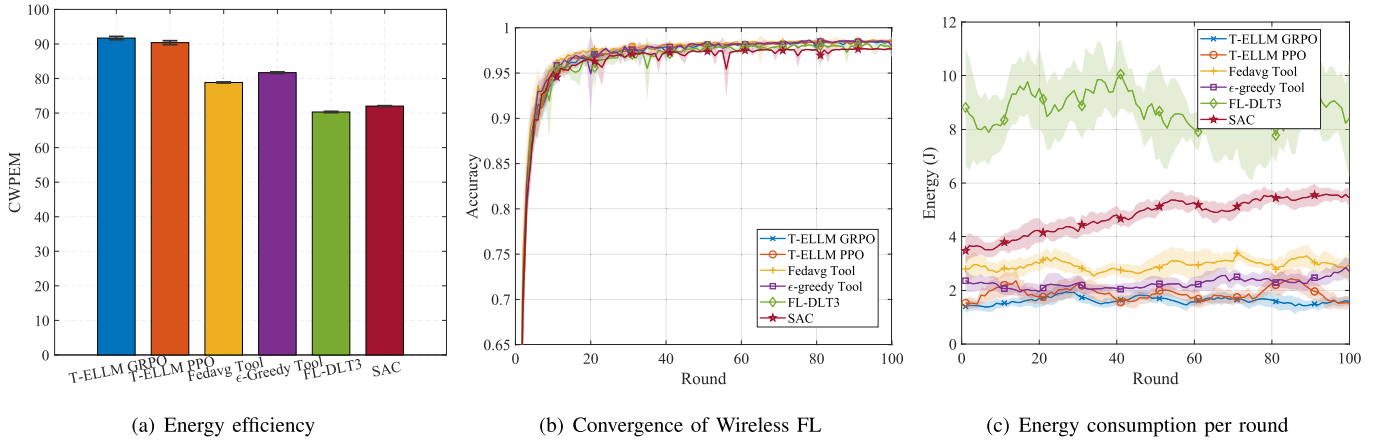 100
90
80
70
60
50
40
30
20
10
0
CWPEM
T-ELLM GRPO
T-ELLM PPO
Fedavg Tool
ϵ-Greedy Tool
FL-DLT3
SAC
(a) Energy efficiency
1
0.95
0.9
0.85
0.8
0.75
0.7
0.65
Accuracy
0 20 40 60 80 100
Round
T-ELLM GRPO
T-ELLM PPO
Fedavg Tool
ϵ-greedy Tool
FL-DLT3
SAC
(b) Convergence of Wireless FL
12
10
8
6
4
2
0
Energy (J)
0 20 40 60 80 100
Round
T-ELLM GRPO
T-ELLM PPO
Fedavg Tool
ϵ-greedy Tool
FL-DLT3
SAC
(c) Energy consumption per round